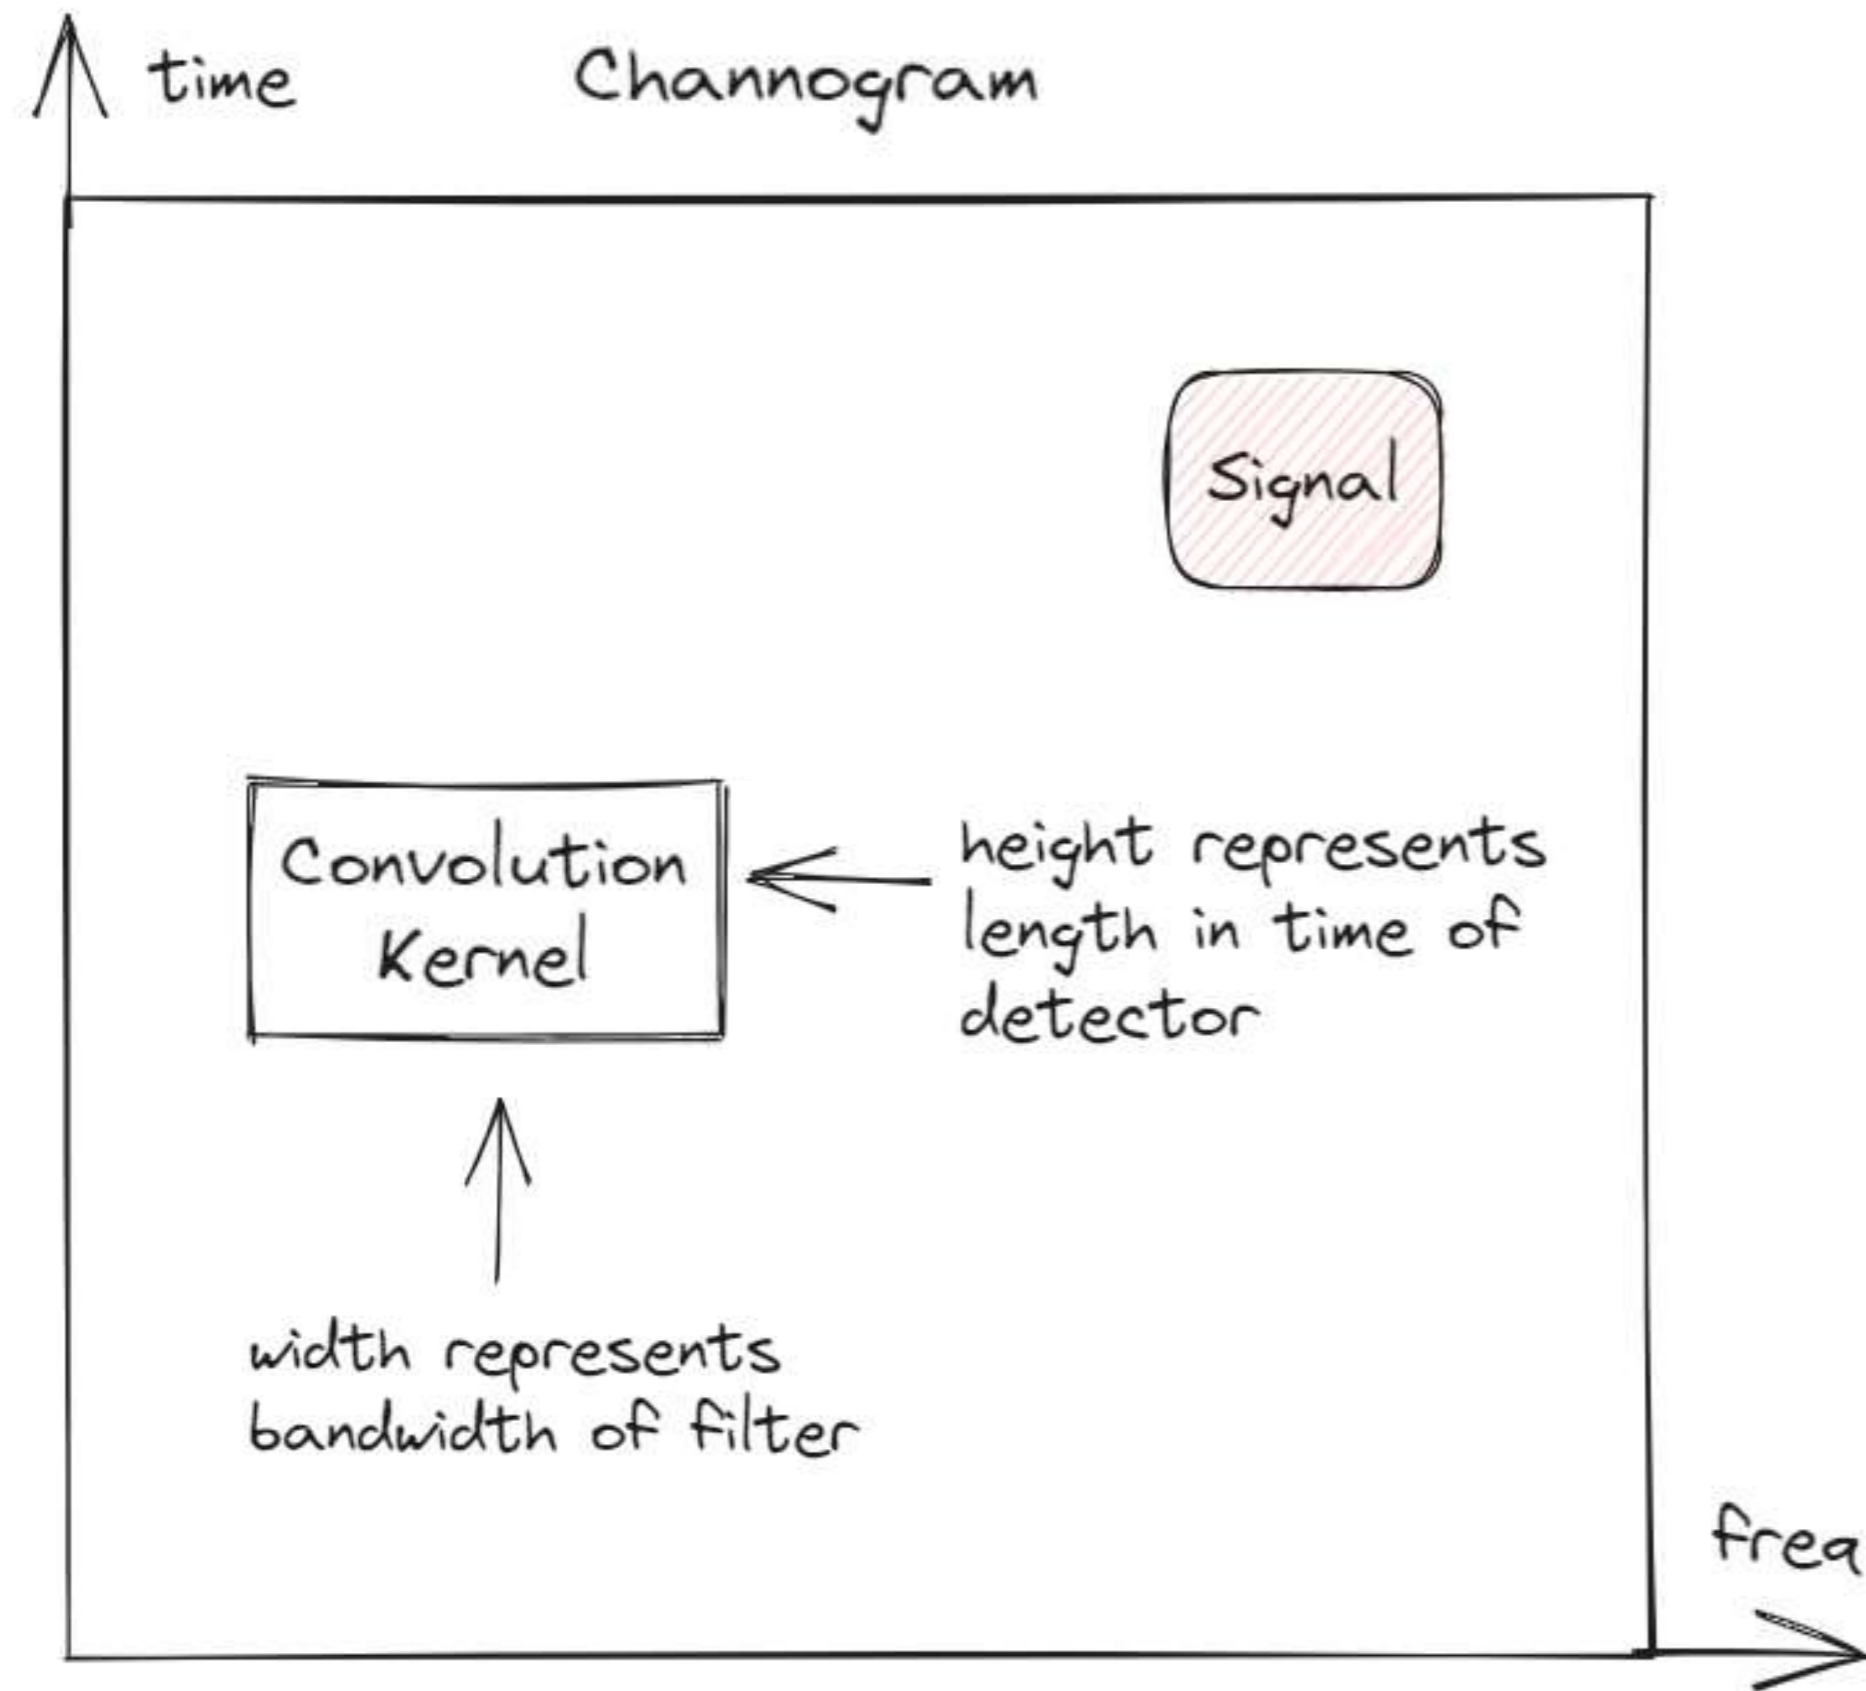 time
Channogram
Signal
Convolution
Kernel
height represents
length in time of
detector
width represents
bandwidth of filter
freq